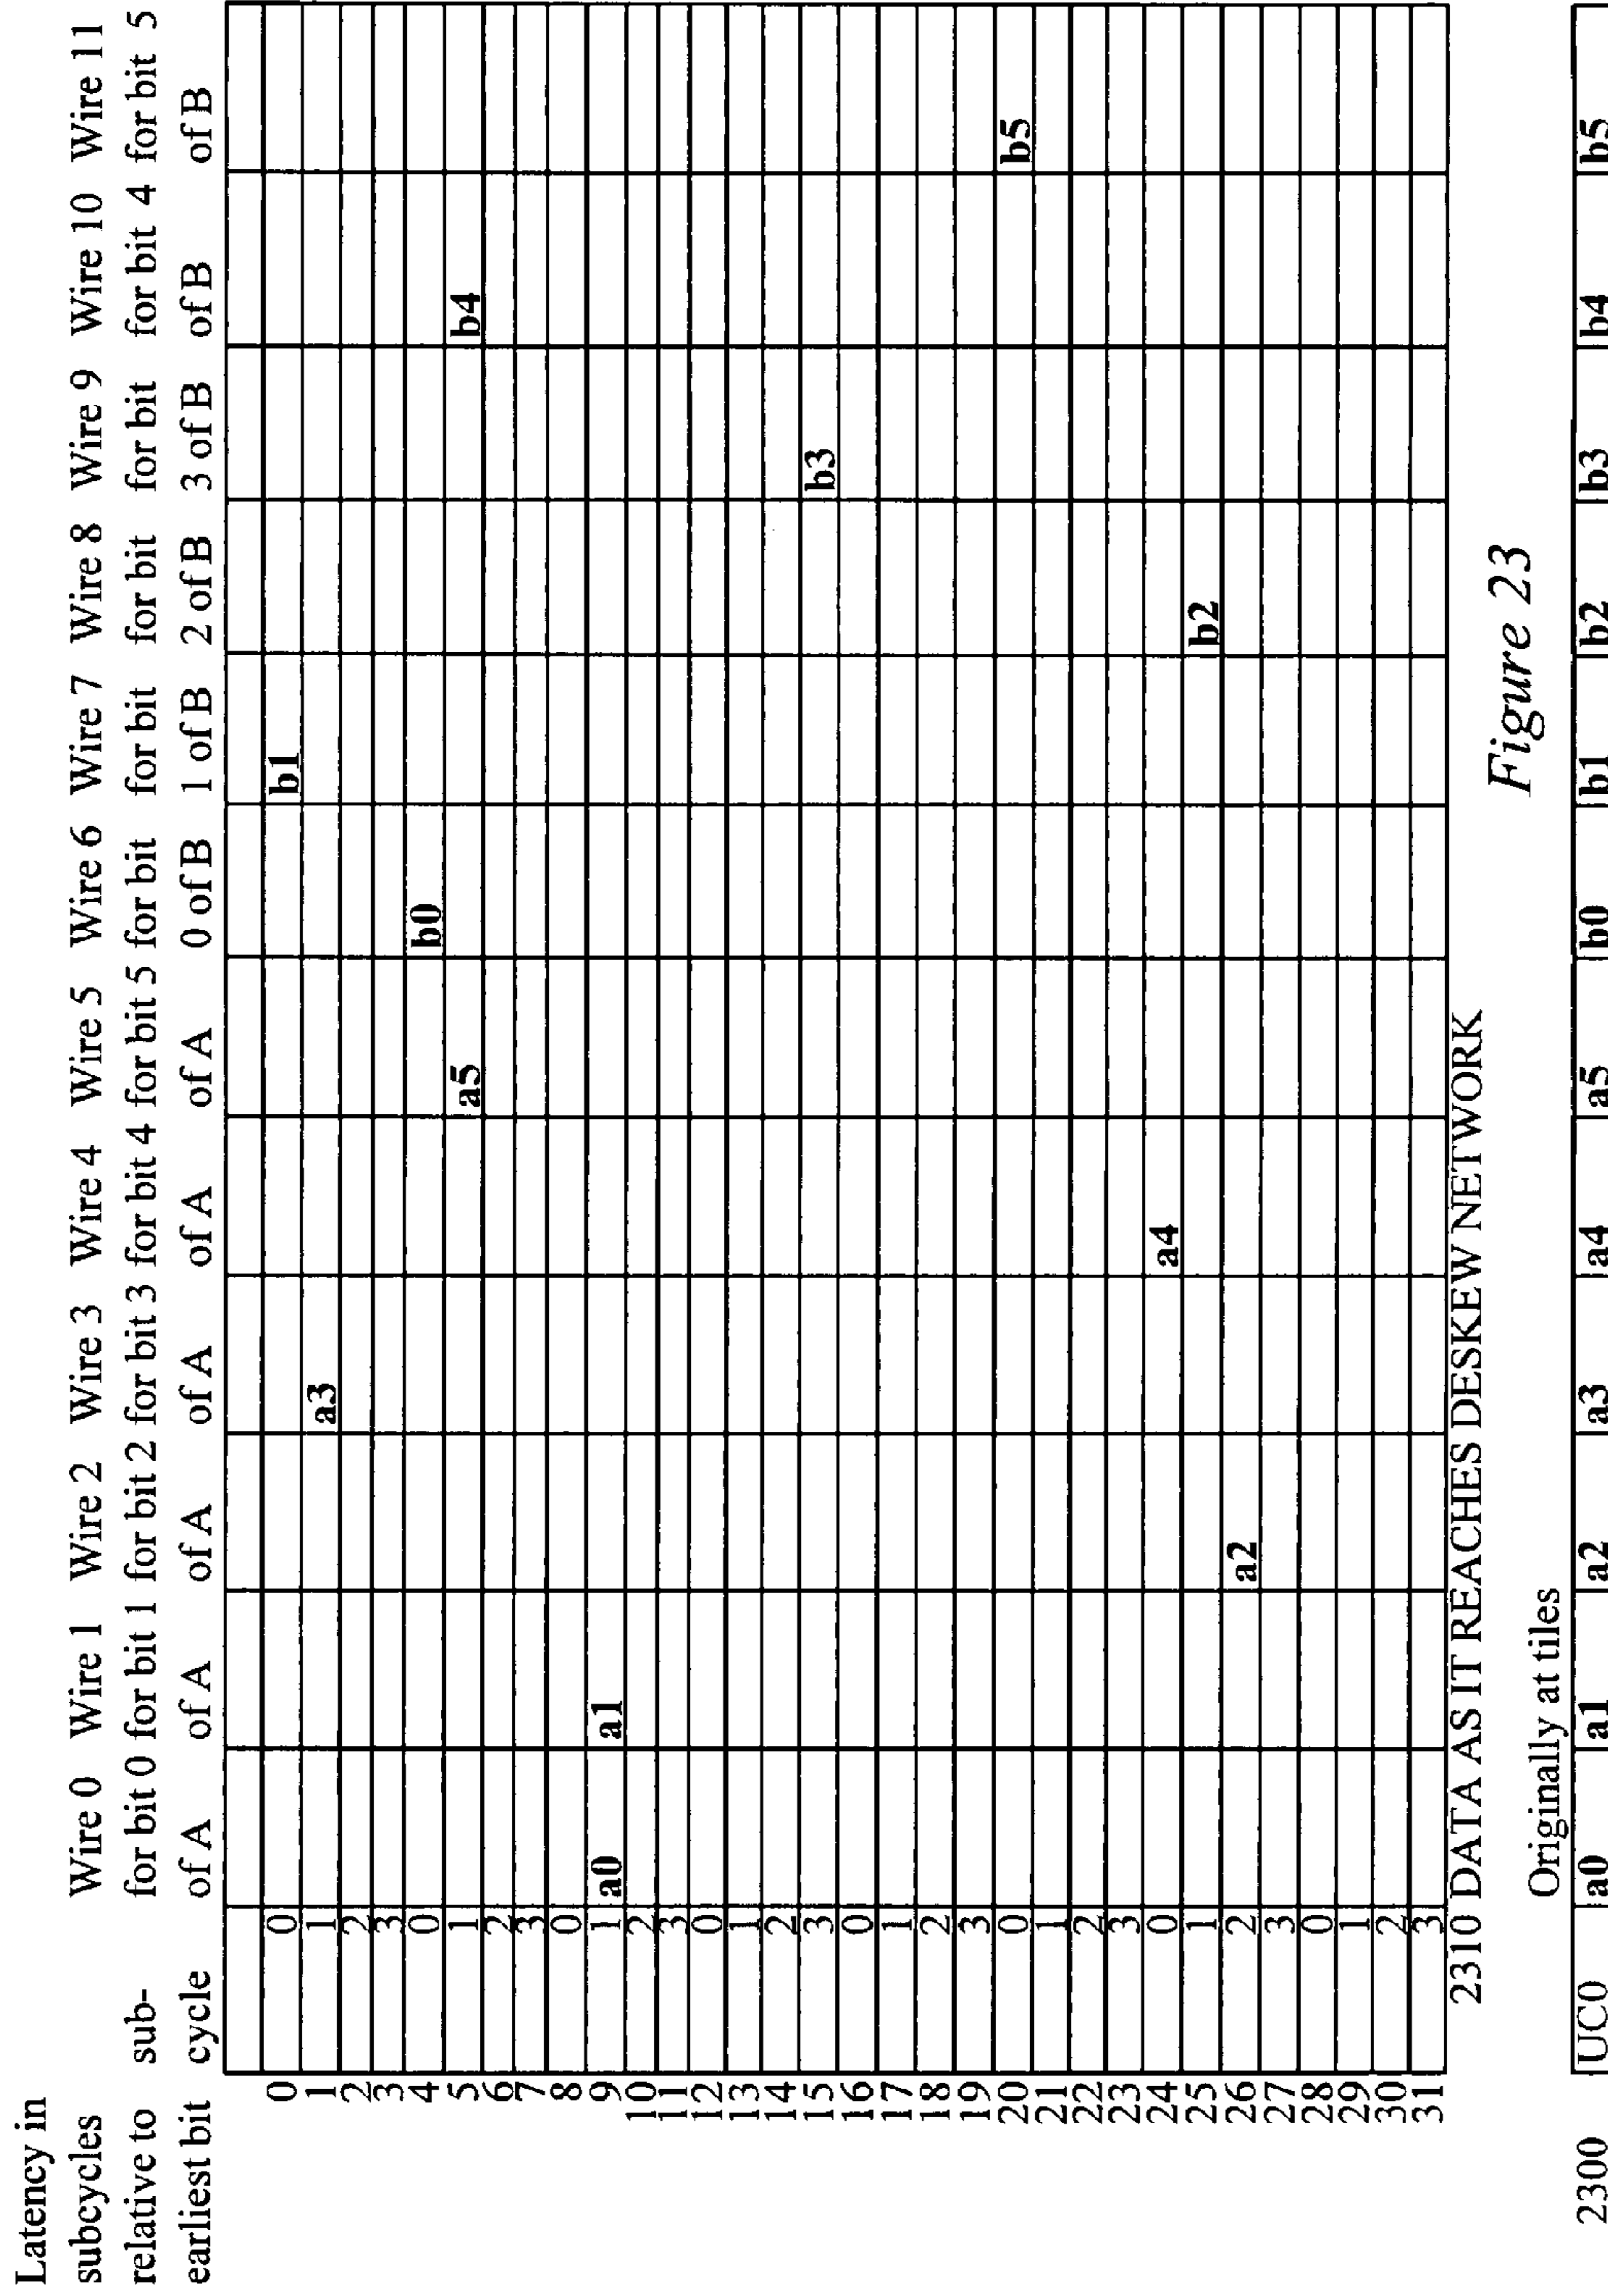 Latency in
subcycles Wire 0 Wire 1 Wire 2 Wire 3 Wire 4 Wire 5 Wire 6 Wire 7 Wire 8 Wire 9 Wire 10 Wire 11
relative to sub- for bit 0 for bit 1 for bit 2 for bit 3 for bit 4 for bit 5 for bit for bit for bit for bit for bit 4 for bit 5
earliest bit cycle of A of A of A of A of A of A 0 of B 1 of B 2 of B 3 of B of B of B
0 0 b1
1 1 a3
2 2
3 3
4 0 b0
5 1 a5 b4
6 2
7 3
8 0
9 1 a0 a1
10 2
11 3
12 0
13 1
14 2
15 3 b3
16 0
17 1
18 2
19 3
20 0 b5
21 1
22 2
23 3
24 0 a4
25 1 b2
26 2 a2
27 3
28 0
29 1
30 2
31 3
2310 DATA AS IT REACHES DESKEW NETWORK
Figure 23
Originally at tiles
2300 UC0 a0 a1 a2 a3 a4 a5 b0 b1 b2 b3 b4 b5